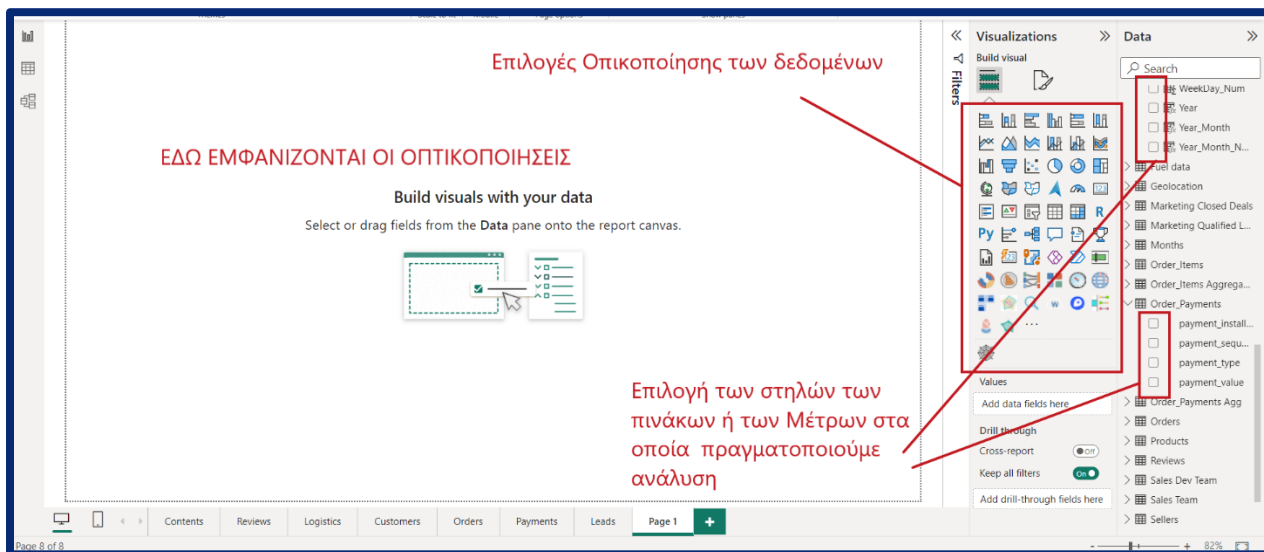 Visualizations
Data
Build visual
Search
Filters
Επιλογές Οπικοποίησης των δεδομένων
ΕΔΩ ΕΜΦΑΝΙΖΟΝΤΑΙ ΟΙ ΟΠΤΙΚΟΠΟΙΗΣΕΙΣ
Build visuals with your data
Select or drag fields from the Data pane onto the report canvas.
Επιλογή των στηλών των
πινάκων ή των Μέτρων στα
οποία πραγματοποιούμε
ανάλυση
R
Py
Values
Add data fields here
Drill through
Cross-report
Off
Keep all filters
On
Add drill-through fields here
WeekDay_Num
Year
Year_Month
Year_Month_N...
Fuel data
Geolocation
Marketing Closed Deals
Marketing Qualified L...
Months
Order_Items
Order_Items Aggrega...
Order_Payments
payment_install...
payment_sequ...
payment_type
payment_value
Order_Payments Agg
Orders
Products
Reviews
Sales Dev Team
Sales Team
Sellers
Contents
Reviews
Logistics
Customers
Orders
Payments
Leads
Page 1
Page 8 of 8
82%